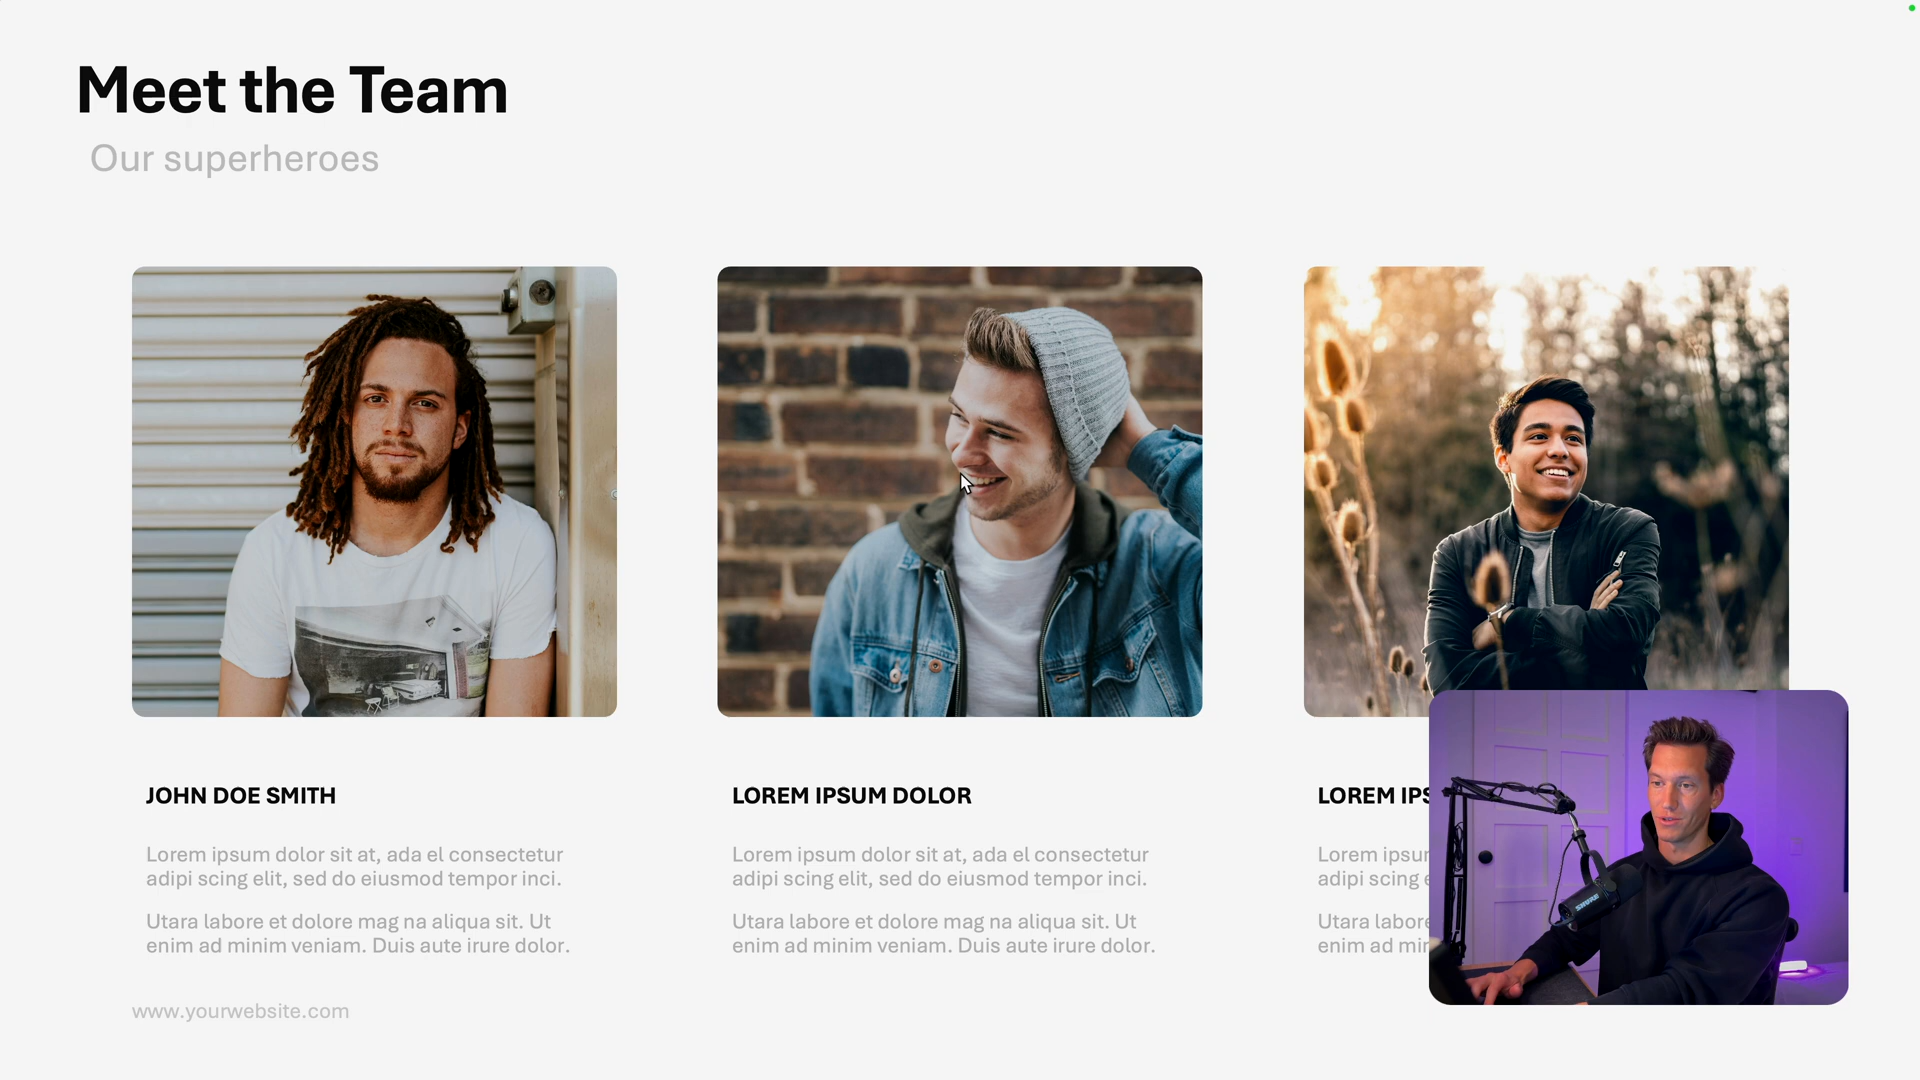 Meet the Team
Our superheroes
JOHN DOE SMITH
Lorem ipsum dolor sit at, ada el consectetur
adipi scing elit, sed do eiusmod tempor inci.
Utara labore et dolore mag na aliqua sit. Ut
enim ad minim veniam. Duis aute irure dolor.
LOREM IPSUM DOLOR
Lorem ipsum dolor sit at, ada el consectetur
adipi scing elit, sed do eiusmod tempor inci.
Utara labore et dolore mag na aliqua sit. Ut
enim ad minim veniam. Duis aute irure dolor.
LOREM
Lorem
adipi scing
Utara labore
enim ad
SHURE
www.yourwebsite.com